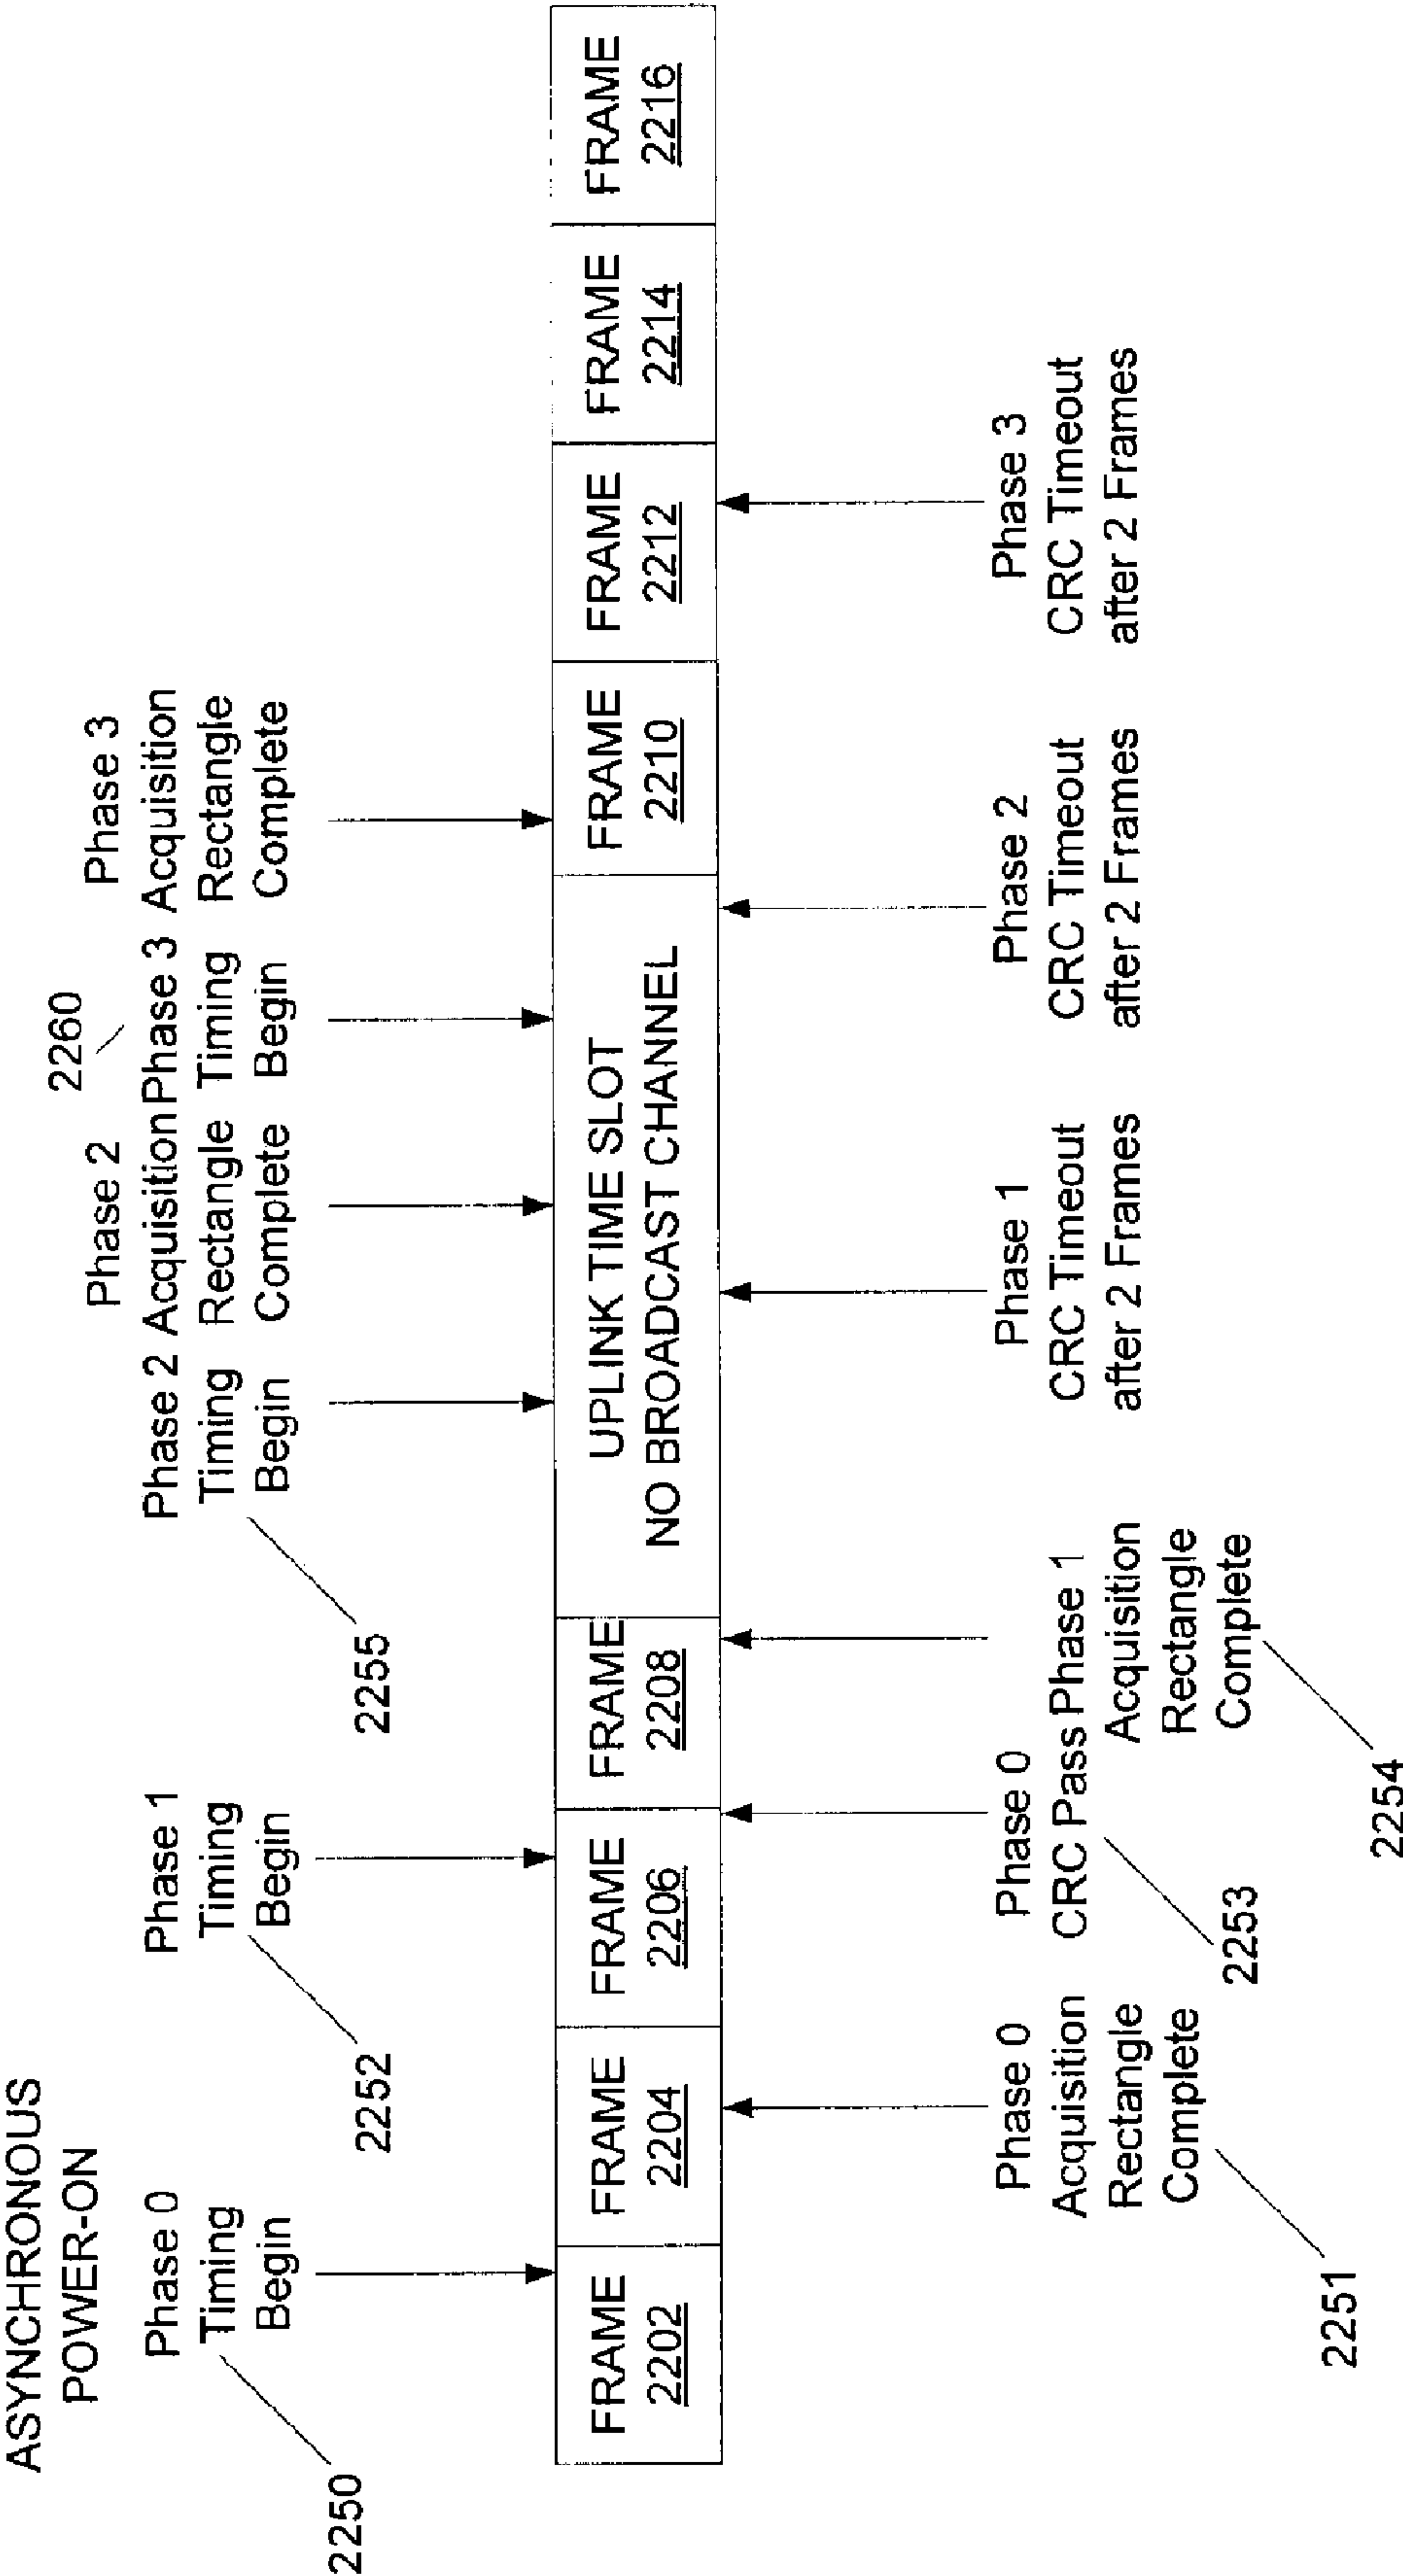 ASYNCHRONOUS
POWER-ON
Phase 0
Timing
Begin
2250
Phase 1
Timing
Begin
2252
Phase 2
Timing
Begin
2255
Phase 2
Acquisition
Rectangle
Complete
2260
Phase 3
Timing
Begin
Phase 3
Acquisition
Rectangle
Complete
FRAME
2202
FRAME
2204
FRAME
2206
FRAME
2208
UPLINK TIME SLOT
NO BROADCAST CHANNEL
FRAME
2210
FRAME
2212
FRAME
2214
FRAME
2216
Phase 0
Acquisition
Rectangle
Complete
2251
Phase 0
CRC Pass
2253
Phase 1
Acquisition
Rectangle
Complete
2254
Phase 1
CRC Timeout
after 2 Frames
Phase 2
CRC Timeout
after 2 Frames
Phase 3
CRC Timeout
after 2 Frames